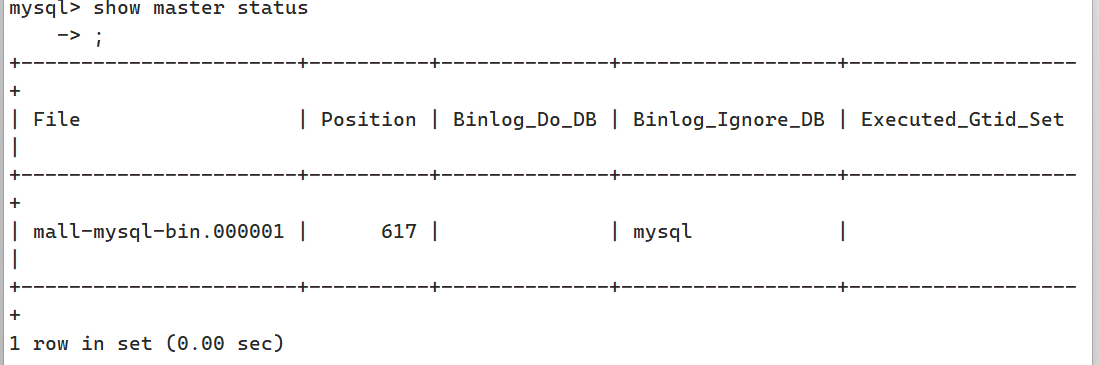 mysql> show master status
    -> ;
+-----------------------+----------+--------------+------------------+-------------------
+
| File                  | Position | Binlog_Do_DB | Binlog_Ignore_DB | Executed_Gtid_Set
|
+-----------------------+----------+--------------+------------------+-------------------
+
| mall-mysql-bin.000001 |      617 |              | mysql            |
|
+-----------------------+----------+--------------+------------------+-------------------
+
1 row in set (0.00 sec)